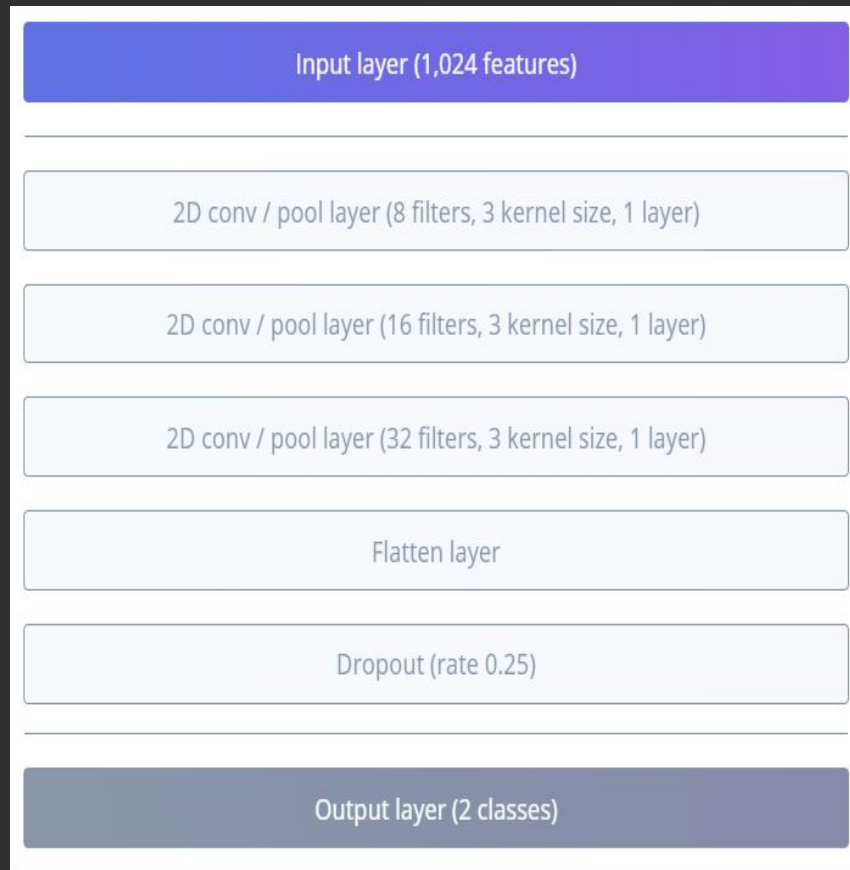 Input layer (1,024 features)
2D conv / pool layer (8 filters, 3 kernel size, 1 layer)
2D conv / pool layer (16 filters, 3 kernel size, 1 layer)
2D conv / pool layer (32 filters, 3 kernel size, 1 layer)
Flatten layer
Dropout (rate 0.25)
Output layer (2 classes)